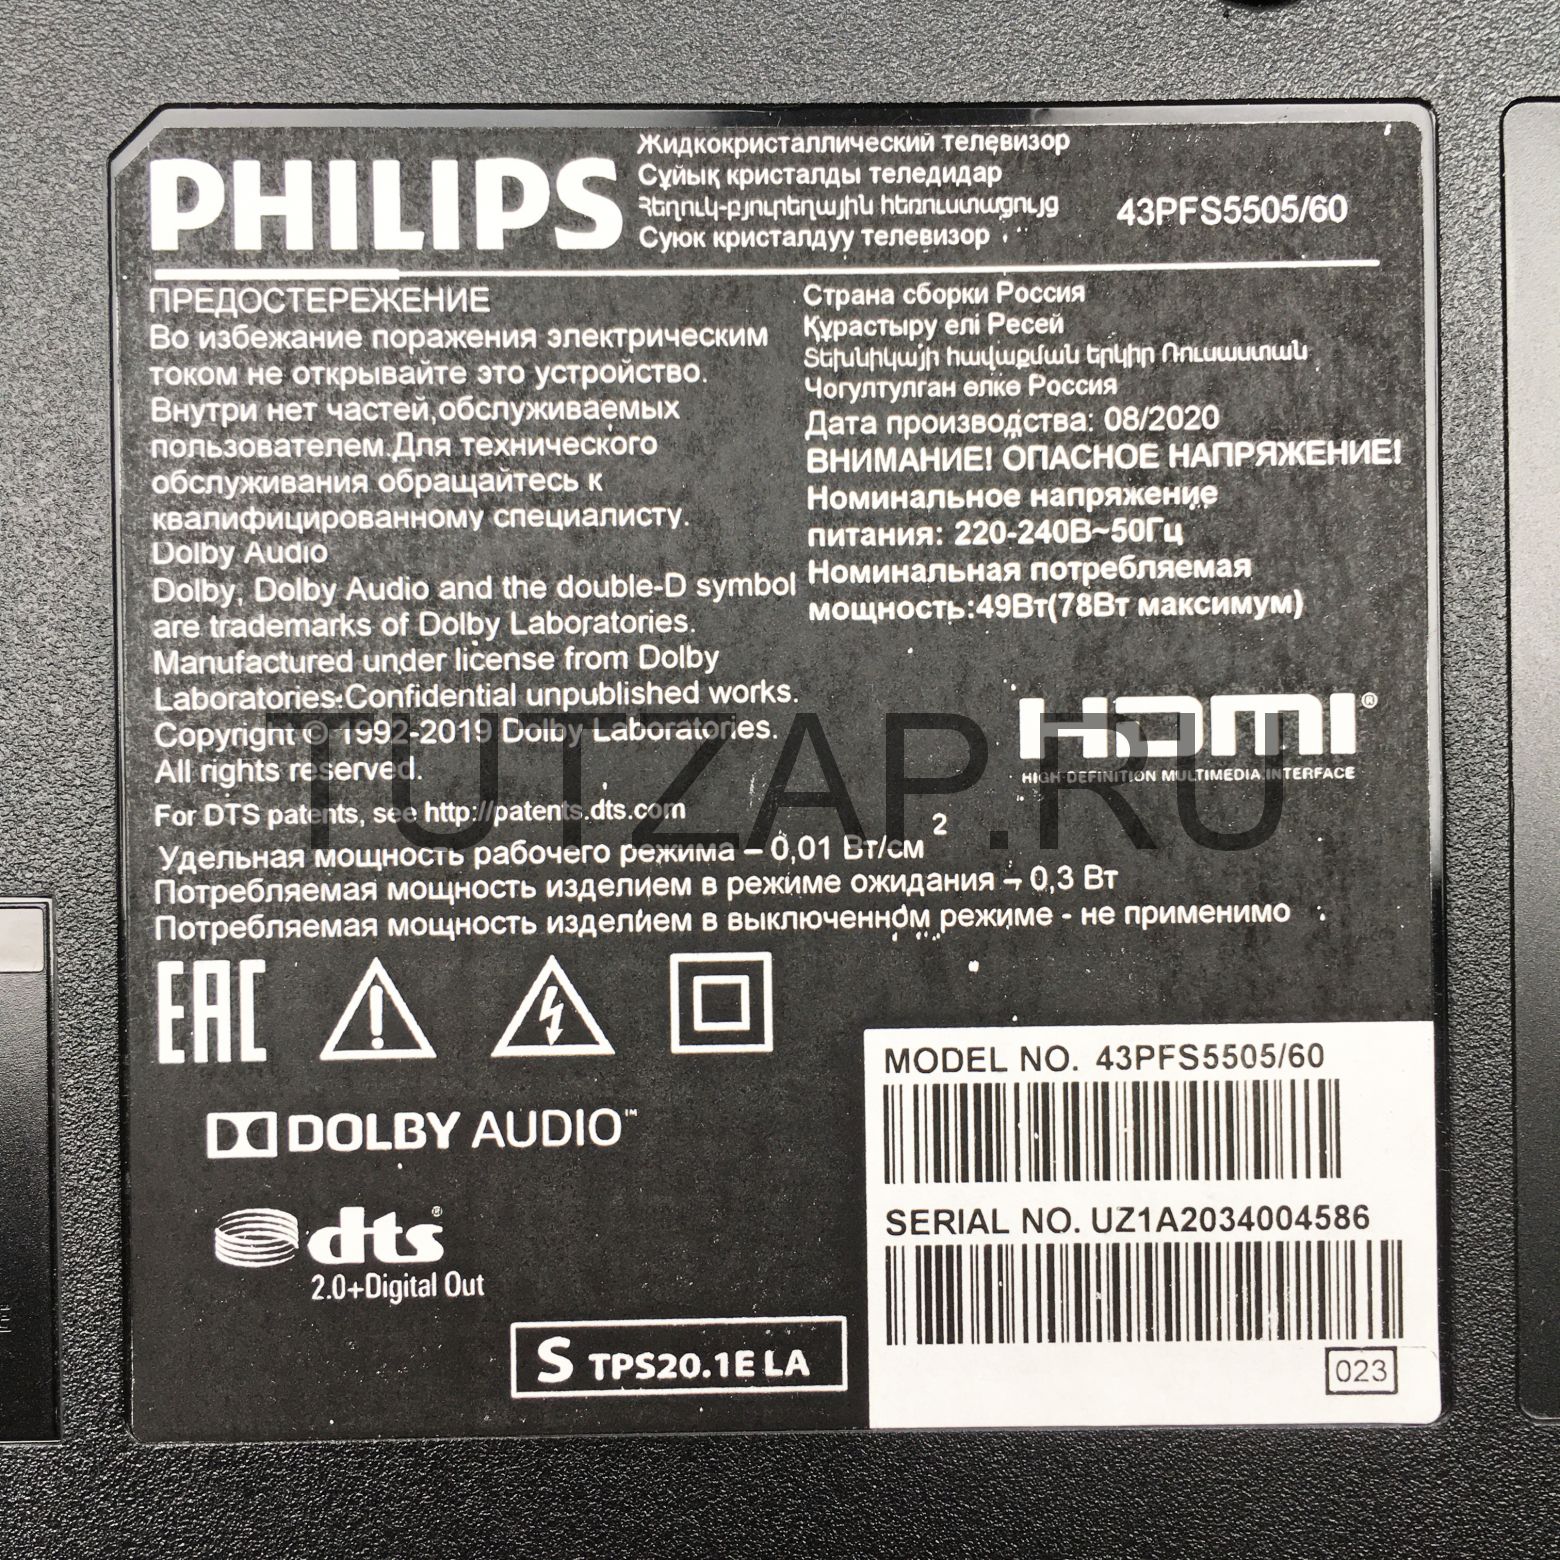 PHILIPS
Жидкокристаллический телевизор
Сұйық кристалды теледидар
Հեղուկ-բյուրեղային հեռուստացույց
Суюк кристалдуу телевизор
43PFS5505/60
ПРЕДОСТЕРЕЖЕНИЕ
Во избежание поражения электрическим
током не открывайте это устройство.
Внутри нет частей,обслуживаемых
пользователем.Для технического
обслуживания обращайтесь к
квалифицированному специалисту.
Dolby Audio
Dolby, Dolby Audio and the double-D symbol
are trademarks of Dolby Laboratories.
Manufactured under license from Dolby
Laboratories.Confidential unpublished works.
Copyright © 1992-2019 Dolby Laboratories.
All rights reserved.
For DTS patents, see http://patents.dts.com
Страна сборки Россия
Құрастыру елі Ресей
Տեխնիկայի հավաքման երկիր Ռուսաստան
Чогултулган өлкө Россия
Дата производства: 08/2020
ВНИМАНИЕ! ОПАСНОЕ НАПРЯЖЕНИЕ!
Номинальное напряжение
питания: 220-240В~50Гц
Номинальная потребляемая
мощность:49Вт(78Вт максимум)
HDMI®
HIGH-DEFINITION MULTIMEDIA INTERFACE
TUTZAP.RU
Удельная мощность рабочего режима – 0,01 Вт/см²
Потребляемая мощность изделием в режиме ожидания – 0,3 Вт
Потребляемая мощность изделием в выключенном режиме - не применимо
EAC
DOLBY AUDIO™
dts®
2.0+Digital Out
S TPS20.1E LA
MODEL NO. 43PFS5505/60
SERIAL NO. UZ1A2034004586
023